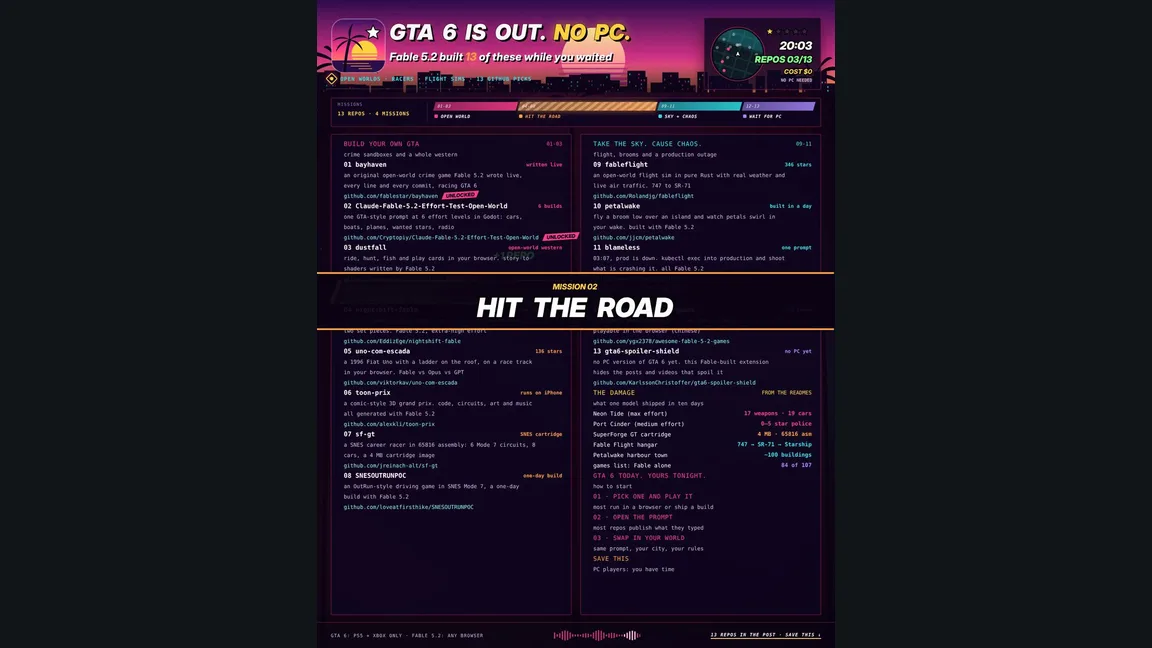 GTA 6 IS OUT. NO PC.
Fable 5.2 built 13 of these while you waited
OPEN WORLDS · RACERS · FLIGHT SIMS · 13 GITHUB PICKS
20:03
REPOS 03/13
COST $0
NO PC NEEDED
MISSIONS
13 REPOS · 4 MISSIONS
01-03
OPEN WORLD
HIT THE ROAD
09-11
SKY + CHAOS
12-13
WAIT FOR PC
BUILD YOUR OWN GTA 01-03
crime sandboxes and a whole western
01 bayhaven written live
an original open-world crime game Fable 5.2 wrote live,
every line and every commit, racing GTA 6
github.com/fablestar/bayhaven UNLOCKED
02 Claude-Fable-5.2-Effort-Test-Open-World 6 builds
one GTA-style prompt at 6 effort levels in Godot: cars,
boats, planes, wanted stars, radio
github.com/Cryptopiy/Claude-Fable-5.2-Effort-Test-Open-World UNLOCKED
03 dustfall open-world western
ride, hunt, fish and play cards in your browser. story to
shaders written by Fable 5.2
MISSION 02
HIT THE ROAD
two set pieces. Fable 5.2, extra-high effort
github.com/EddizEge/nightshift-fable
05 uno-com-escada 136 stars
a 1996 Fiat Uno with a ladder on the roof, on a race track
in your browser. Fable vs Opus vs GPT
github.com/viktorkav/uno-com-escada
06 toon-prix runs on iPhone
a comic-style 3D grand prix. code, circuits, art and music
all generated with Fable 5.2
github.com/alexkli/toon-prix
07 sf-gt SNES cartridge
a SNES career racer in 65816 assembly: 6 Mode 7 circuits, 8
cars, a 4 MB cartridge image
github.com/jreinach-alt/sf-gt
08 SNESOUTRUNPOC one-day build
an OutRun-style driving game in SNES Mode 7, a one-day
build with Fable 5.2
github.com/loveatfirsthike/SNESOUTRUNPOC
TAKE THE SKY. CAUSE CHAOS. 09-11
flight, brooms and a production outage
09 fableflight 346 stars
an open-world flight sim in pure Rust with real weather and
live air traffic. 747 to SR-71
github.com/Rolandjg/fableflight
10 petalwake built in a day
fly a broom low over an island and watch petals swirl in
your wake. built with Fable 5.2
github.com/jjcm/petalwake
11 blameless one prompt
03:07, prod is down. kubectl exec into production and shoot
what is crashing it. all Fable 5.2
playable in the browser (Chinese)
github.com/ygx2378/awesome-fable-5-2-games
13 gta6-spoiler-shield no PC yet
no PC version of GTA 6 yet. this Fable-built extension
hides the posts and videos that spoil it
github.com/KarlssonChristoffer/gta6-spoiler-shield
THE DAMAGE FROM THE READMES
what one model shipped in ten days
Neon Tide (max effort) 17 weapons · 19 cars
Port Cinder (medium effort) 0–5 star police
SuperForge GT cartridge 4 MB · 65816 asm
Fable Flight hangar 747 → SR-71 → Starship
Petalwake harbour town ~100 buildings
games list: Fable alone 84 of 107
GTA 6 TODAY. YOURS TONIGHT.
how to start
01 · PICK ONE AND PLAY IT
most run in a browser or ship a build
02 · OPEN THE PROMPT
most repos publish what they typed
03 · SWAP IN YOUR WORLD
same prompt, your city, your rules
SAVE THIS
PC players: you have time
GTA 6: PS5 + XBOX ONLY · FABLE 5.2: ANY BROWSER
13 REPOS IN THE POST · SAVE THIS ↓